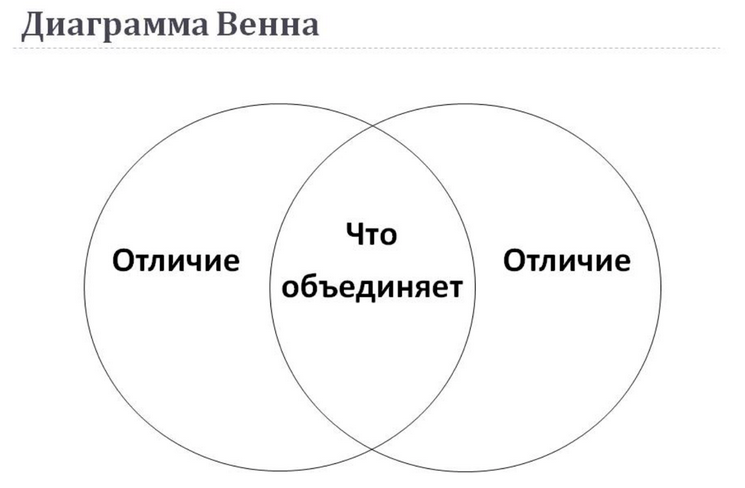 Диаграмма Венна
Отличие
Что
объединяет
Отличие